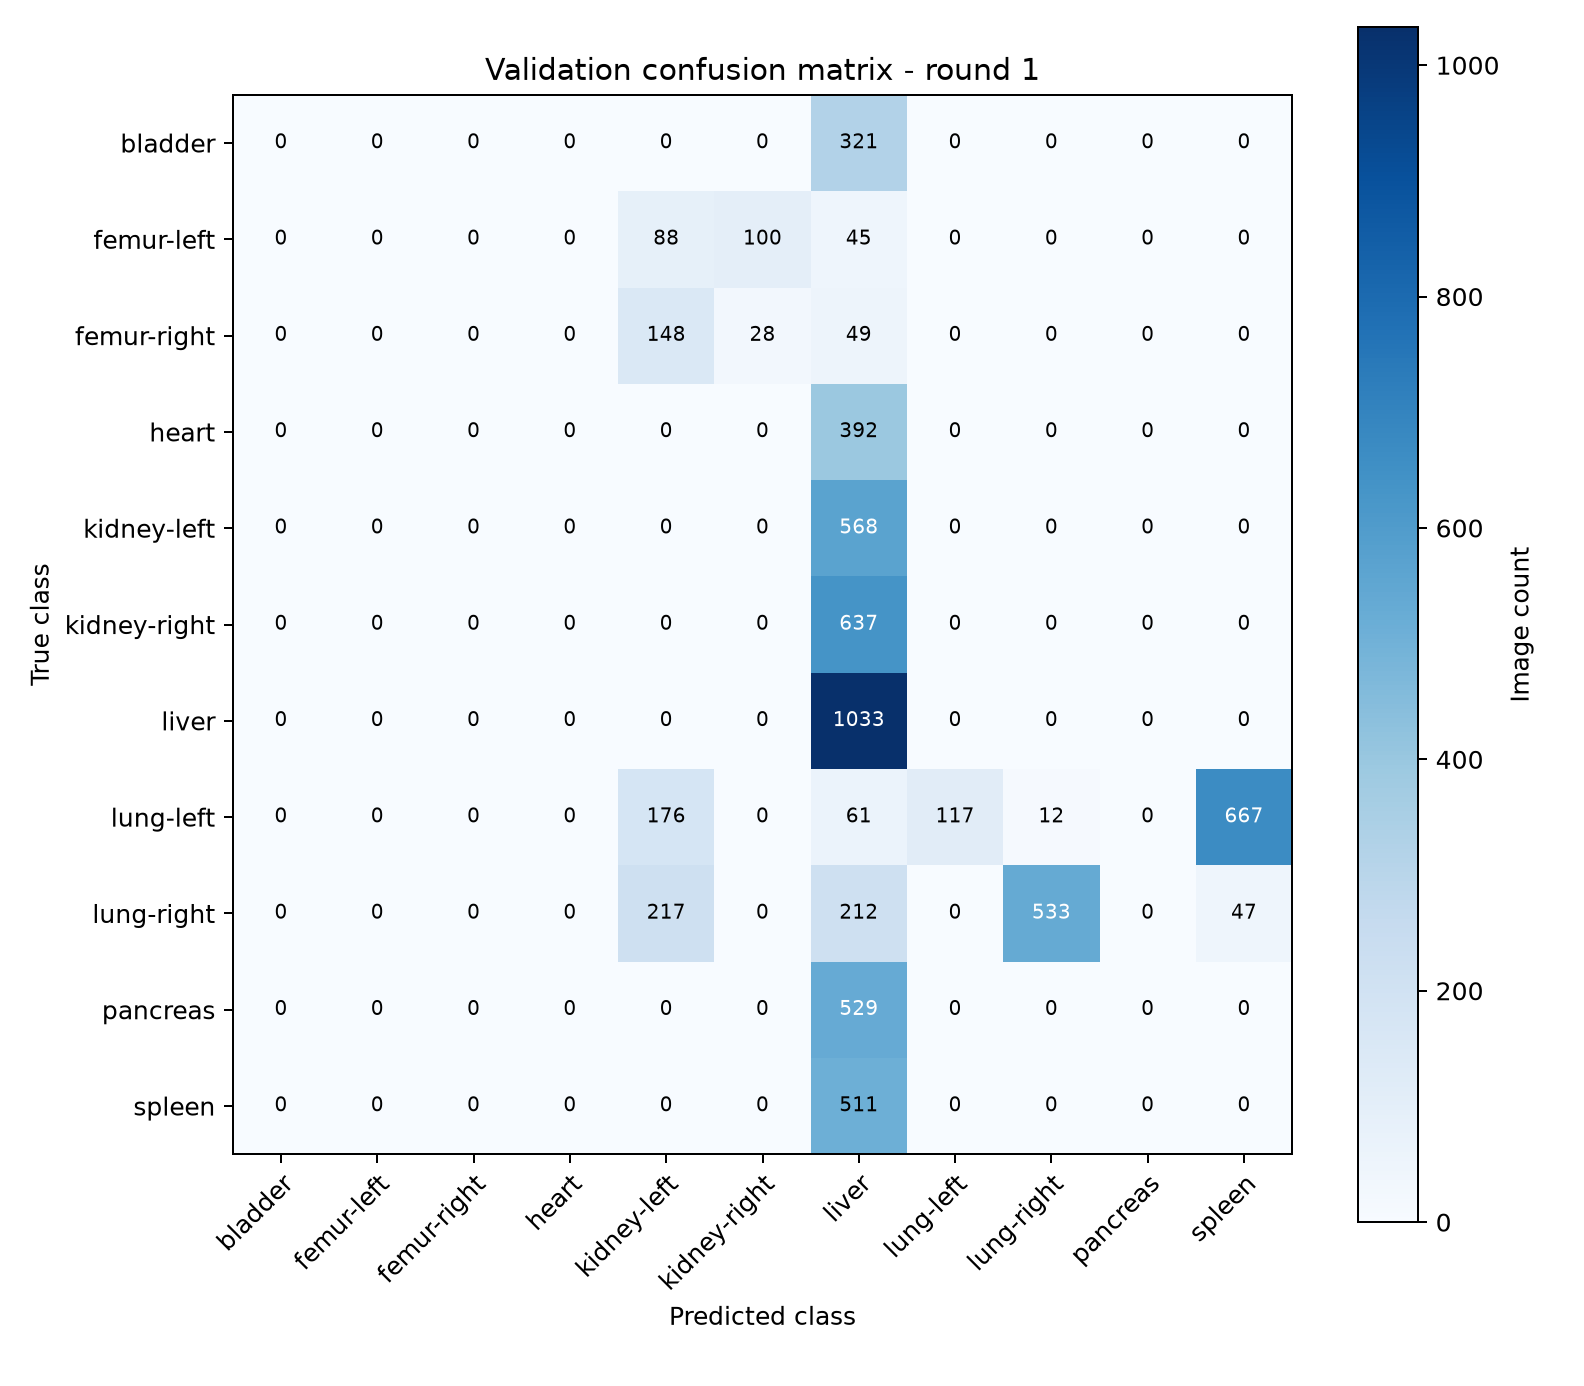 Validation confusion matrix - round 1
True class
bladder 0 0 0 0 0 0 321 0 0 0 0
femur-left 0 0 0 0 88 100 45 0 0 0 0
femur-right 0 0 0 0 148 28 49 0 0 0 0
heart 0 0 0 0 0 0 392 0 0 0 0
kidney-left 0 0 0 0 0 0 568 0 0 0 0
kidney-right 0 0 0 0 0 0 637 0 0 0 0
liver 0 0 0 0 0 0 1033 0 0 0 0
lung-left 0 0 0 0 176 0 61 117 12 0 667
lung-right 0 0 0 0 217 0 212 0 533 0 47
pancreas 0 0 0 0 0 0 529 0 0 0 0
spleen 0 0 0 0 0 0 511 0 0 0 0
bladder femur-left femur-right heart kidney-left kidney-right liver lung-left lung-right pancreas spleen
Predicted class
1000
800
600
400
200
0
Image count